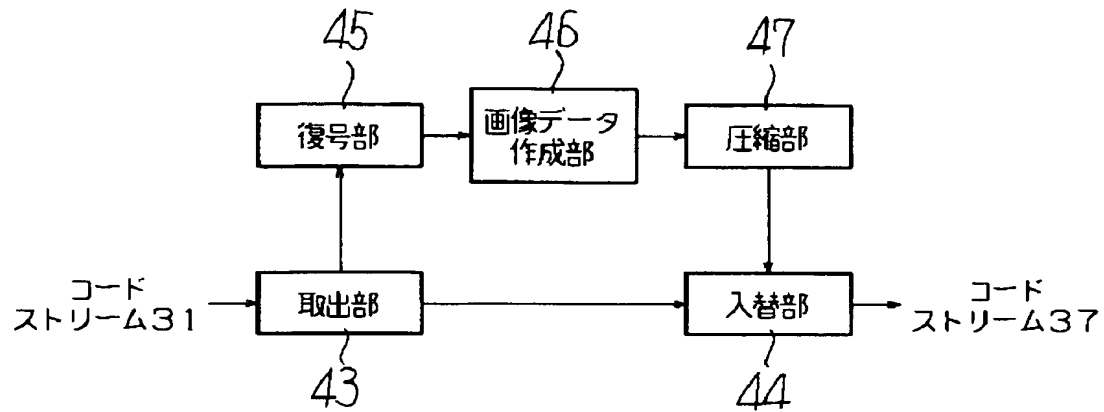 45
46
47
復号部
画像データ
作成部
圧縮部
コード
ストリーム31
取出部
入替部
コード
ストリーム37
43
44